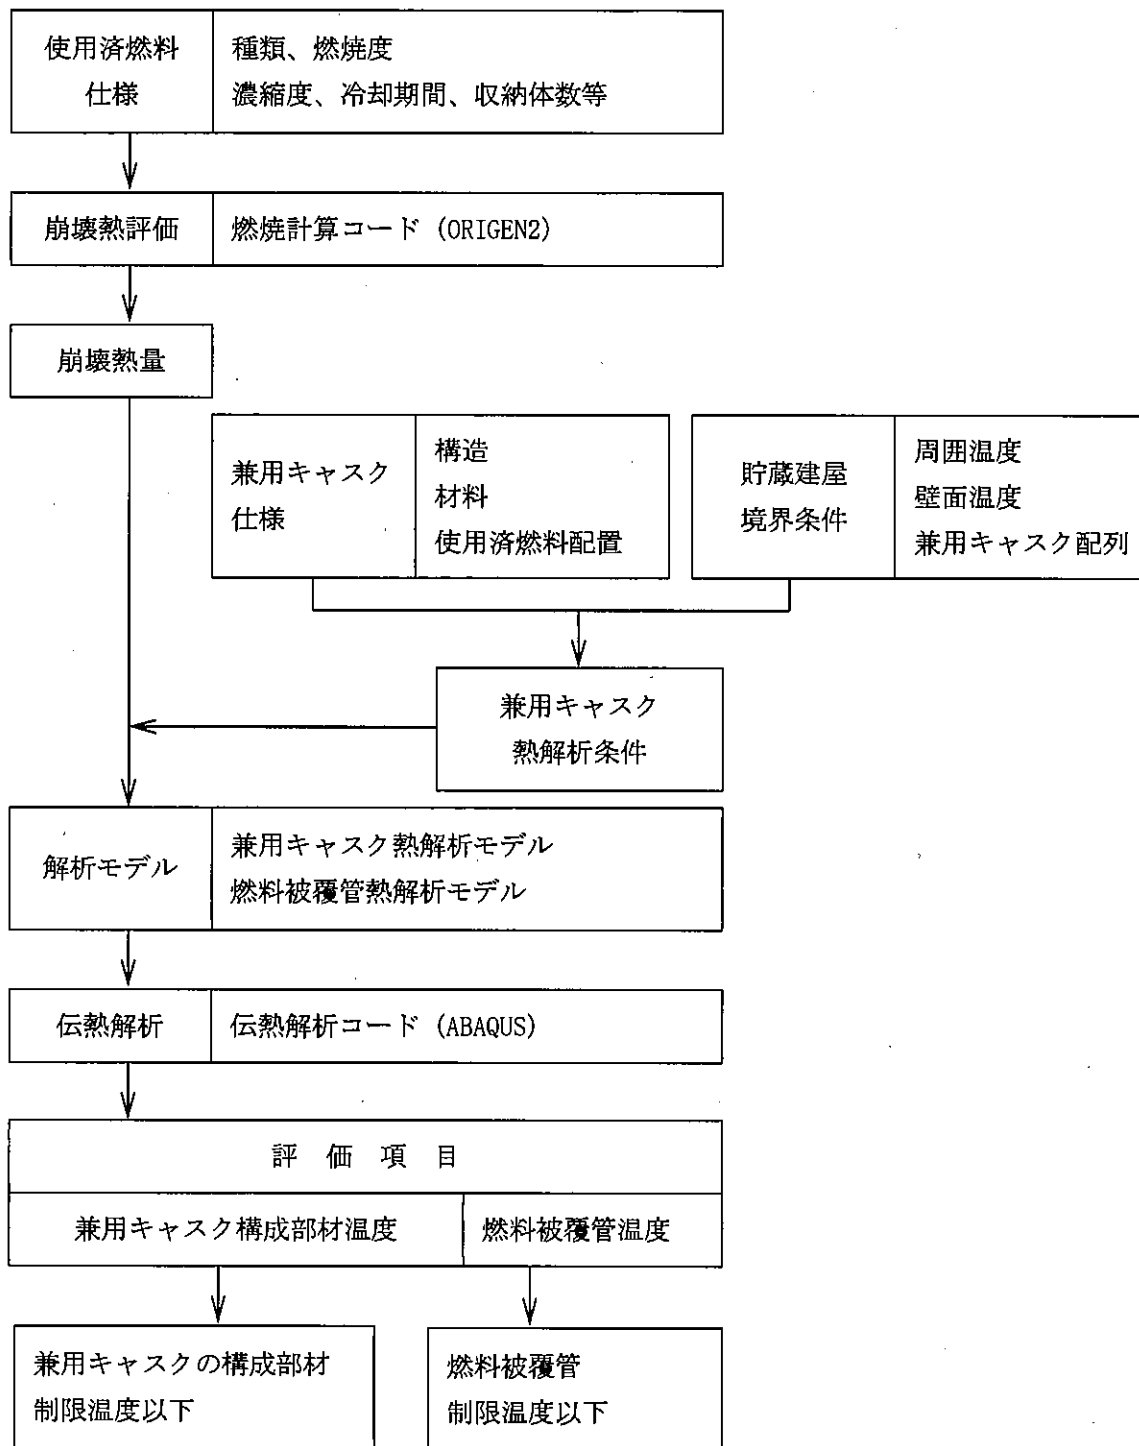 使用済燃料
仕様
種類、燃焼度
濃縮度、冷却期間、収納体数等
崩壊熱評価
燃焼計算コード (ORIGEN2)
崩壊熱量
兼用キャスク
仕様
構造
材料
使用済燃料配置
貯蔵建屋
境界条件
周囲温度
壁面温度
兼用キャスク配列
兼用キャスク
熱解析条件
解析モデル
兼用キャスク熱解析モデル
燃料被覆管熱解析モデル
伝熱解析
伝熱解析コード (ABAQUS)
評 価 項 目
兼用キャスク構成部材温度
燃料被覆管温度
兼用キャスクの構成部材
制限温度以下
燃料被覆管
制限温度以下